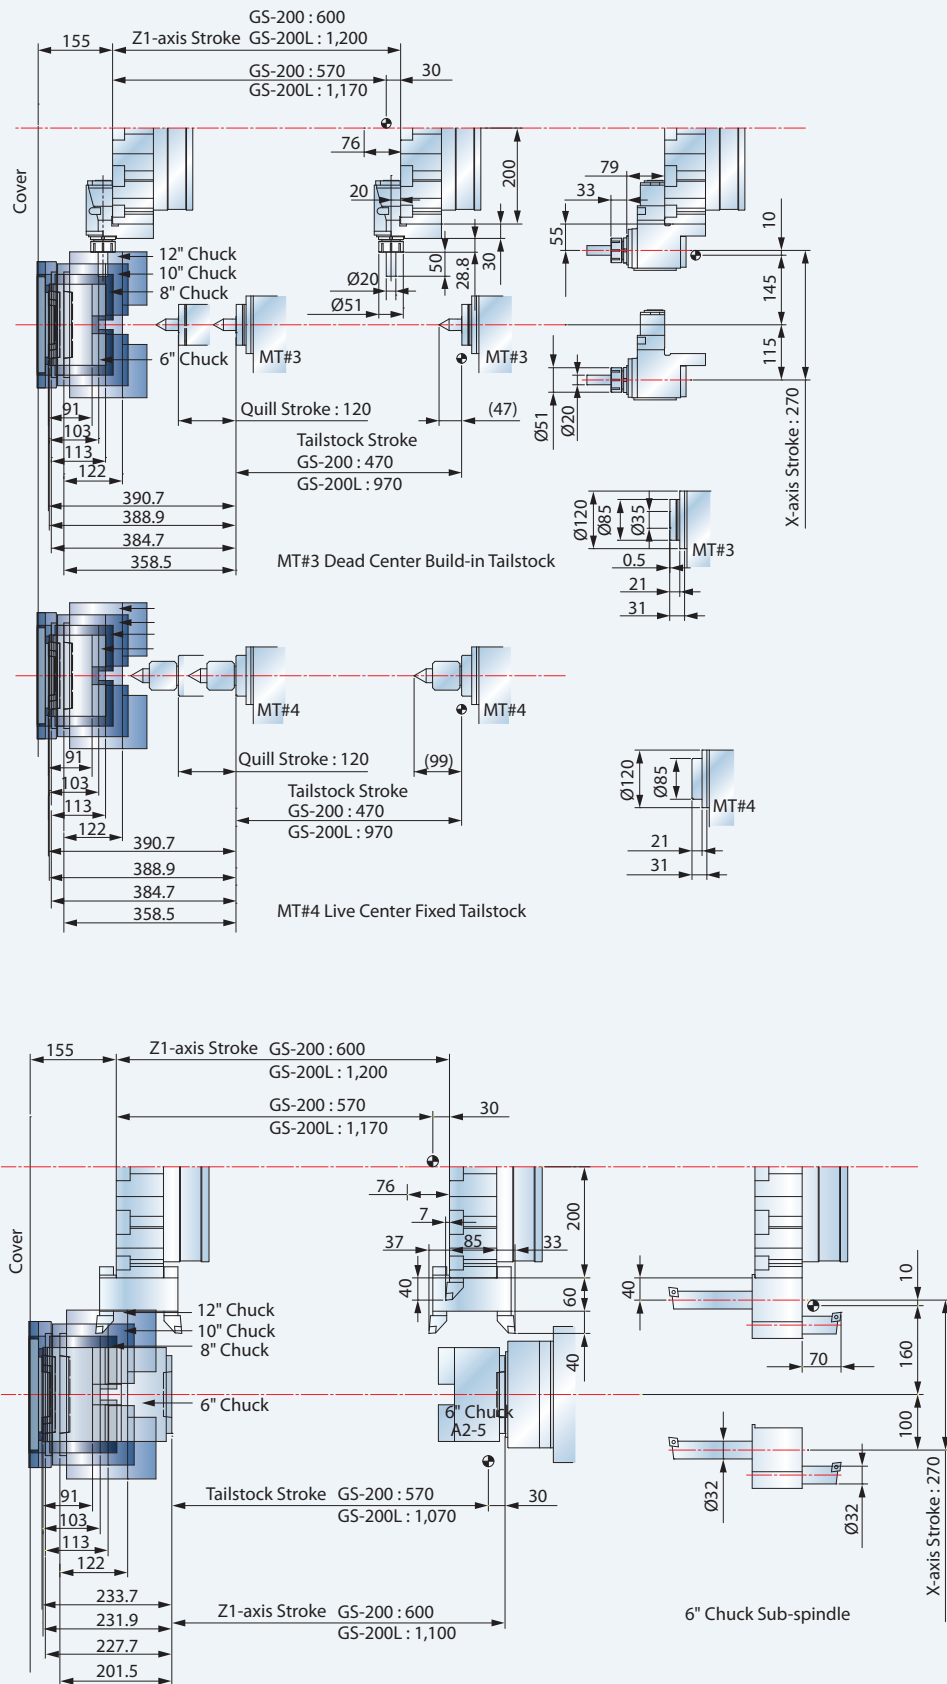 GS-200 : 600
155
Z1-axis Stroke GS-200L : 1,200
GS-200 : 570
30
GS-200L : 1,170
Cover
76
200
79
33
20
10
55
12" Chuck
10" Chuck
8" Chuck
50
28.8
30
Ø20
Ø51
145
6" Chuck
MT#3
MT#3
115
91
Quill Stroke : 120
(47)
Ø51
Ø20
103
Tailstock Stroke
113
GS-200 : 470
122
GS-200L : 970
X-axis Stroke : 270
390.7
388.9
384.7
358.5
MT#3 Dead Center Build-in Tailstock
Ø120
Ø85
Ø35
MT#3
0.5
21
31
MT#4
MT#4
91
Quill Stroke : 120
(99)
103
Tailstock Stroke
113
GS-200 : 470
122
GS-200L : 970
390.7
388.9
384.7
358.5
MT#4 Live Center Fixed Tailstock
Ø120
Ø85
MT#4
21
31
155
Z1-axis Stroke GS-200 : 600
GS-200L : 1,200
GS-200 : 570
30
GS-200L : 1,170
Cover
76
200
7
37
85
33
40
60
40
10
12" Chuck
10" Chuck
8" Chuck
40
70
160
6" Chuck
6" Chuck
A2-5
100
91
Tailstock Stroke GS-200 : 570
30
GS-200L : 1,070
Ø32
Ø32
103
113
122
X-axis Stroke : 270
233.7
Z1-axis Stroke GS-200 : 600
231.9
GS-200L : 1,100
227.7
201.5
6" Chuck Sub-spindle